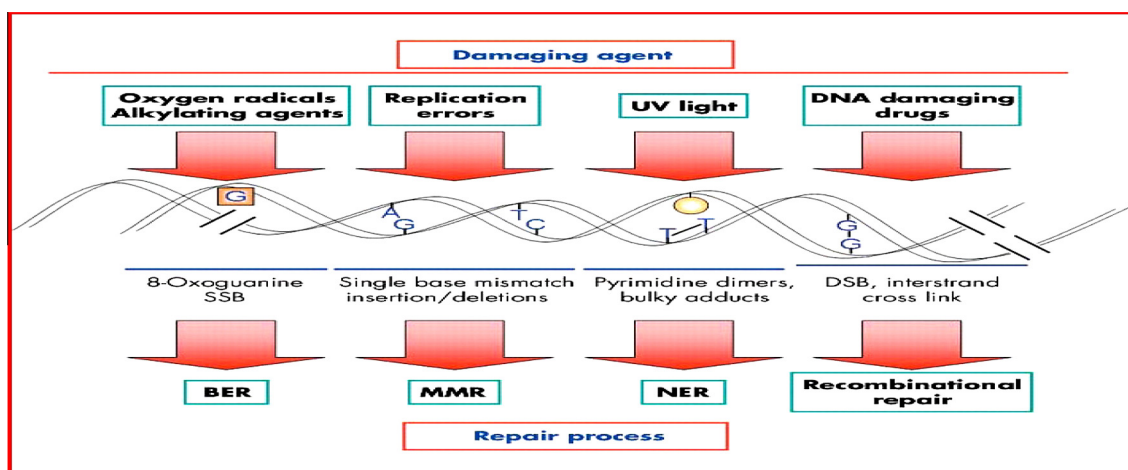 Damaging agent
Oxygen radicals
Alkylating agents
Replication
errors
UV light
DNA damaging
drugs
G
A
G
T
C
T
T
G
G
8-Oxoguanine
SSB
Single base mismatch
insertion/deletions
Pyrimidine dimers,
bulky adducts
DSB, interstrand
cross link
BER
MMR
NER
Recombinational
repair
Repair process